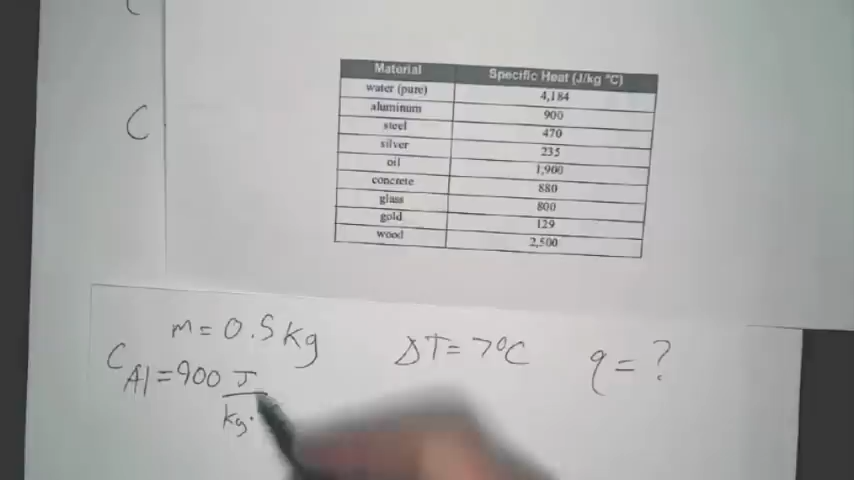 C
Material Specific Heat (J/kg °C)
water (pure) 4,184
aluminum 900
steel 470
silver 235
oil 1,900
concrete 880
glass 800
gold 129
wood 2,500
m = 0.5 kg
ΔT = 7°C
q = ?
C Al = 900 J
kg·